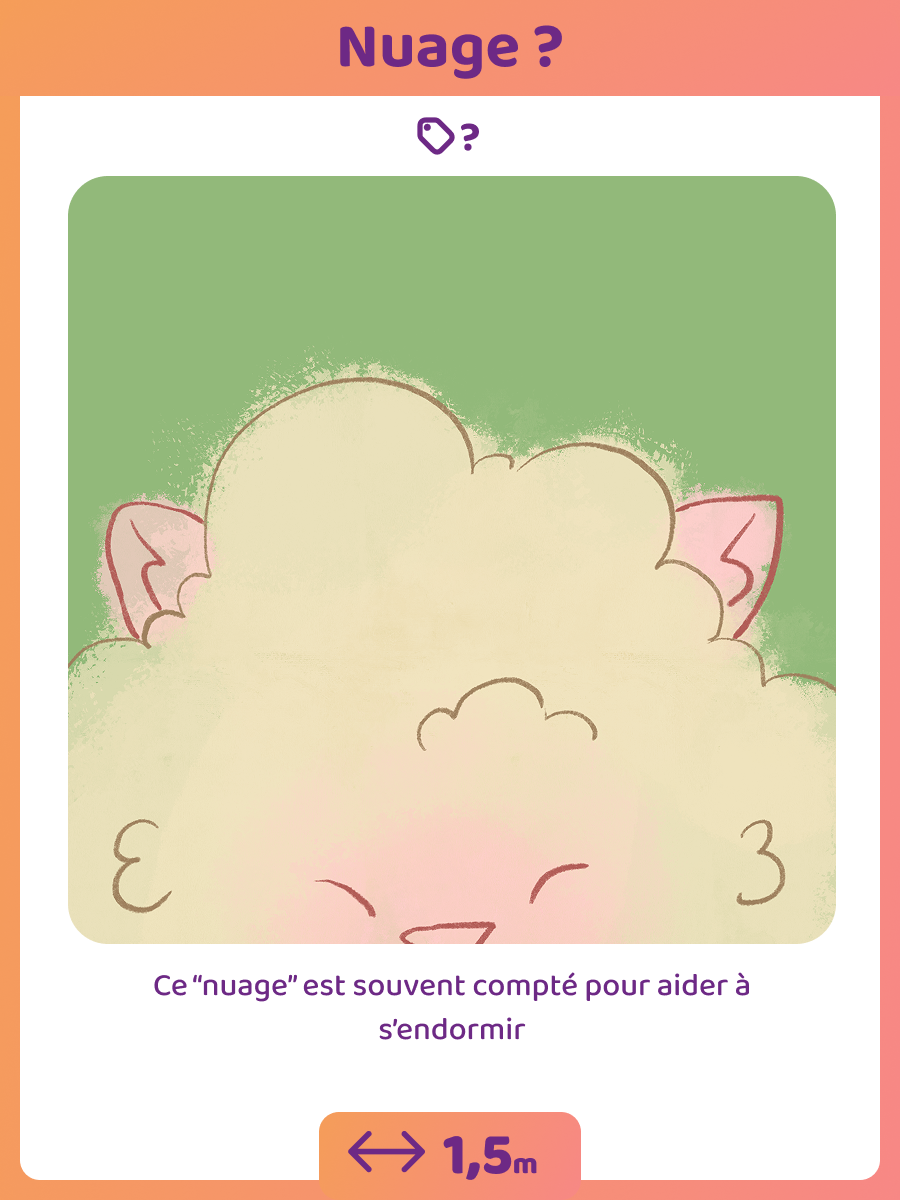 Nuage ?
?
Ce “nuage” est souvent compté pour aider à
s’endormir
1,5m